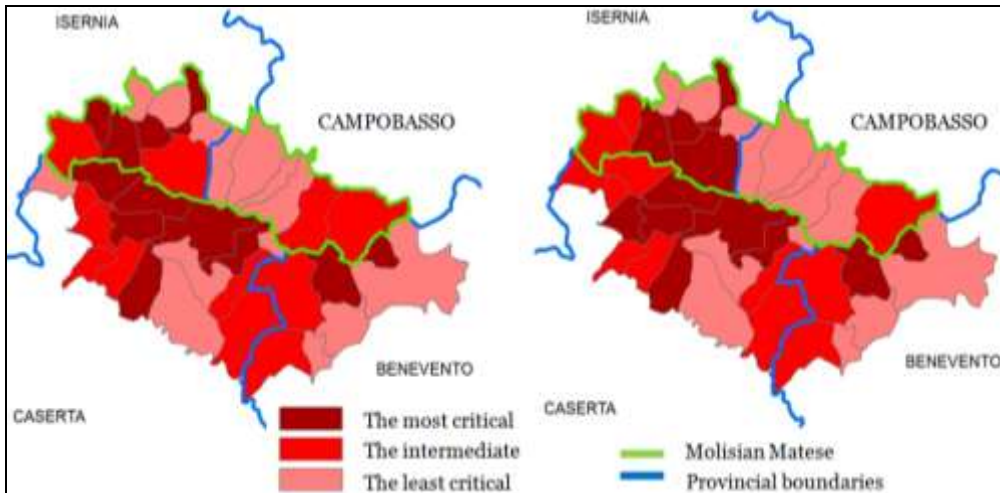 ISERNIA
CAMPOBASSO
BENEVENTO
CASERTA
ISERNIA
CAMPOBASSO
BENEVENTO
CASERTA
The most critical
The intermediate
The least critical
Molisian Matese
Provincial boundaries